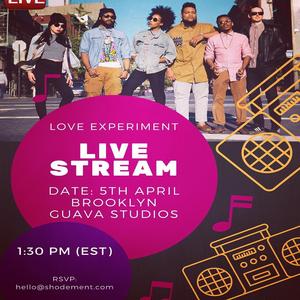 LIVE
LOVE EXPERIMENT
LIVE
STREAM
DATE: 5TH APRIL
BROOKLYN
GUAVA STUDIOS
1:30 PM (EST)
RSVP:
hello@shodement.com